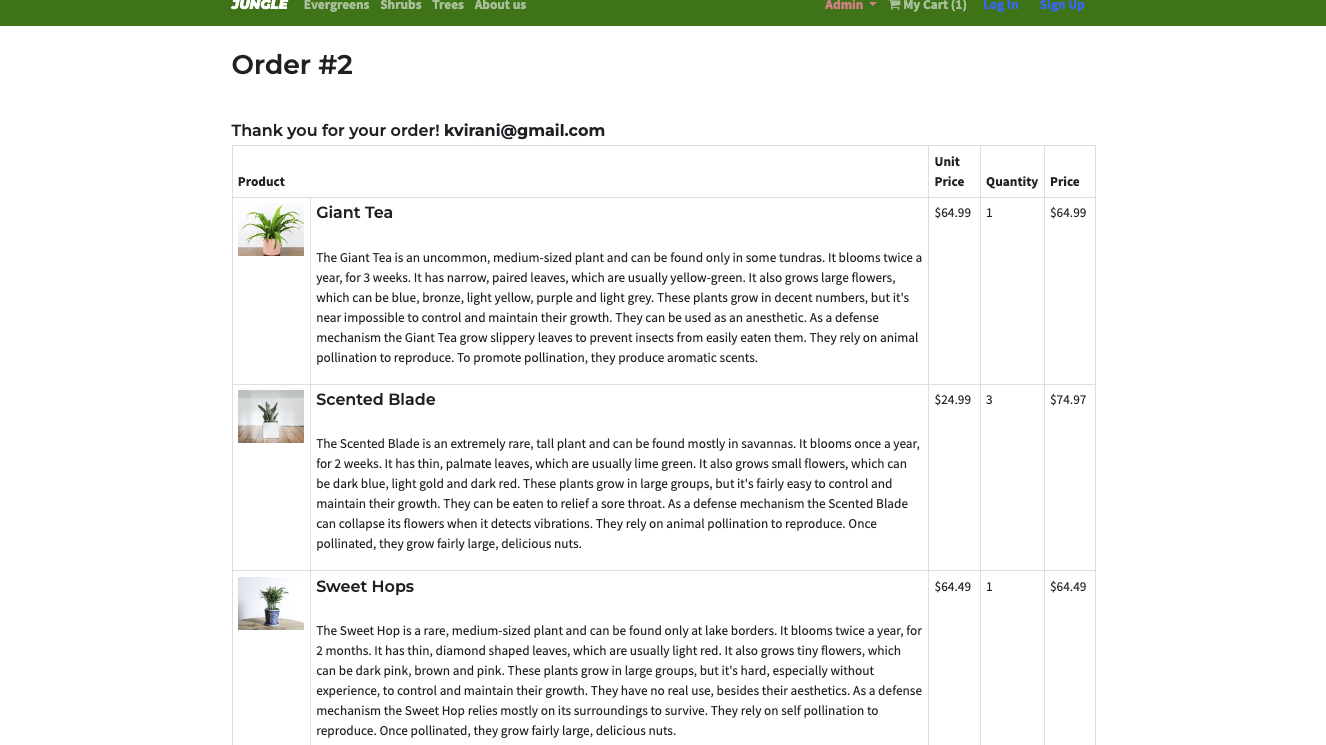 JUNGLE Evergreens Shrubs Trees About us Admin My Cart (1) Log In Sign Up
Order #2
Thank you for your order! kvirani@gmail.com
Product Unit Price Quantity Price
Giant Tea $64.99 1 $64.99
The Giant Tea is an uncommon, medium-sized plant and can be found only in some tundras. It blooms twice a
year, for 3 weeks. It has narrow, paired leaves, which are usually yellow-green. It also grows large flowers,
which can be blue, bronze, light yellow, purple and light grey. These plants grow in decent numbers, but it's
near impossible to control and maintain their growth. They can be used as an anesthetic. As a defense
mechanism the Giant Tea grow slippery leaves to prevent insects from easily eaten them. They rely on animal
pollination to reproduce. To promote pollination, they produce aromatic scents.
Scented Blade $24.99 3 $74.97
The Scented Blade is an extremely rare, tall plant and can be found mostly in savannas. It blooms once a year,
for 2 weeks. It has thin, palmate leaves, which are usually lime green. It also grows small flowers, which can
be dark blue, light gold and dark red. These plants grow in large groups, but it's fairly easy to control and
maintain their growth. They can be eaten to relief a sore throat. As a defense mechanism the Scented Blade
can collapse its flowers when it detects vibrations. They rely on animal pollination to reproduce. Once
pollinated, they grow fairly large, delicious nuts.
Sweet Hops $64.49 1 $64.49
The Sweet Hop is a rare, medium-sized plant and can be found only at lake borders. It blooms twice a year, for
2 months. It has thin, diamond shaped leaves, which are usually light red. It also grows tiny flowers, which
can be dark pink, brown and pink. These plants grow in large groups, but it's hard, especially without
experience, to control and maintain their growth. They have no real use, besides their aesthetics. As a defense
mechanism the Sweet Hop relies mostly on its surroundings to survive. They rely on self pollination to
reproduce. Once pollinated, they grow fairly large, delicious nuts.